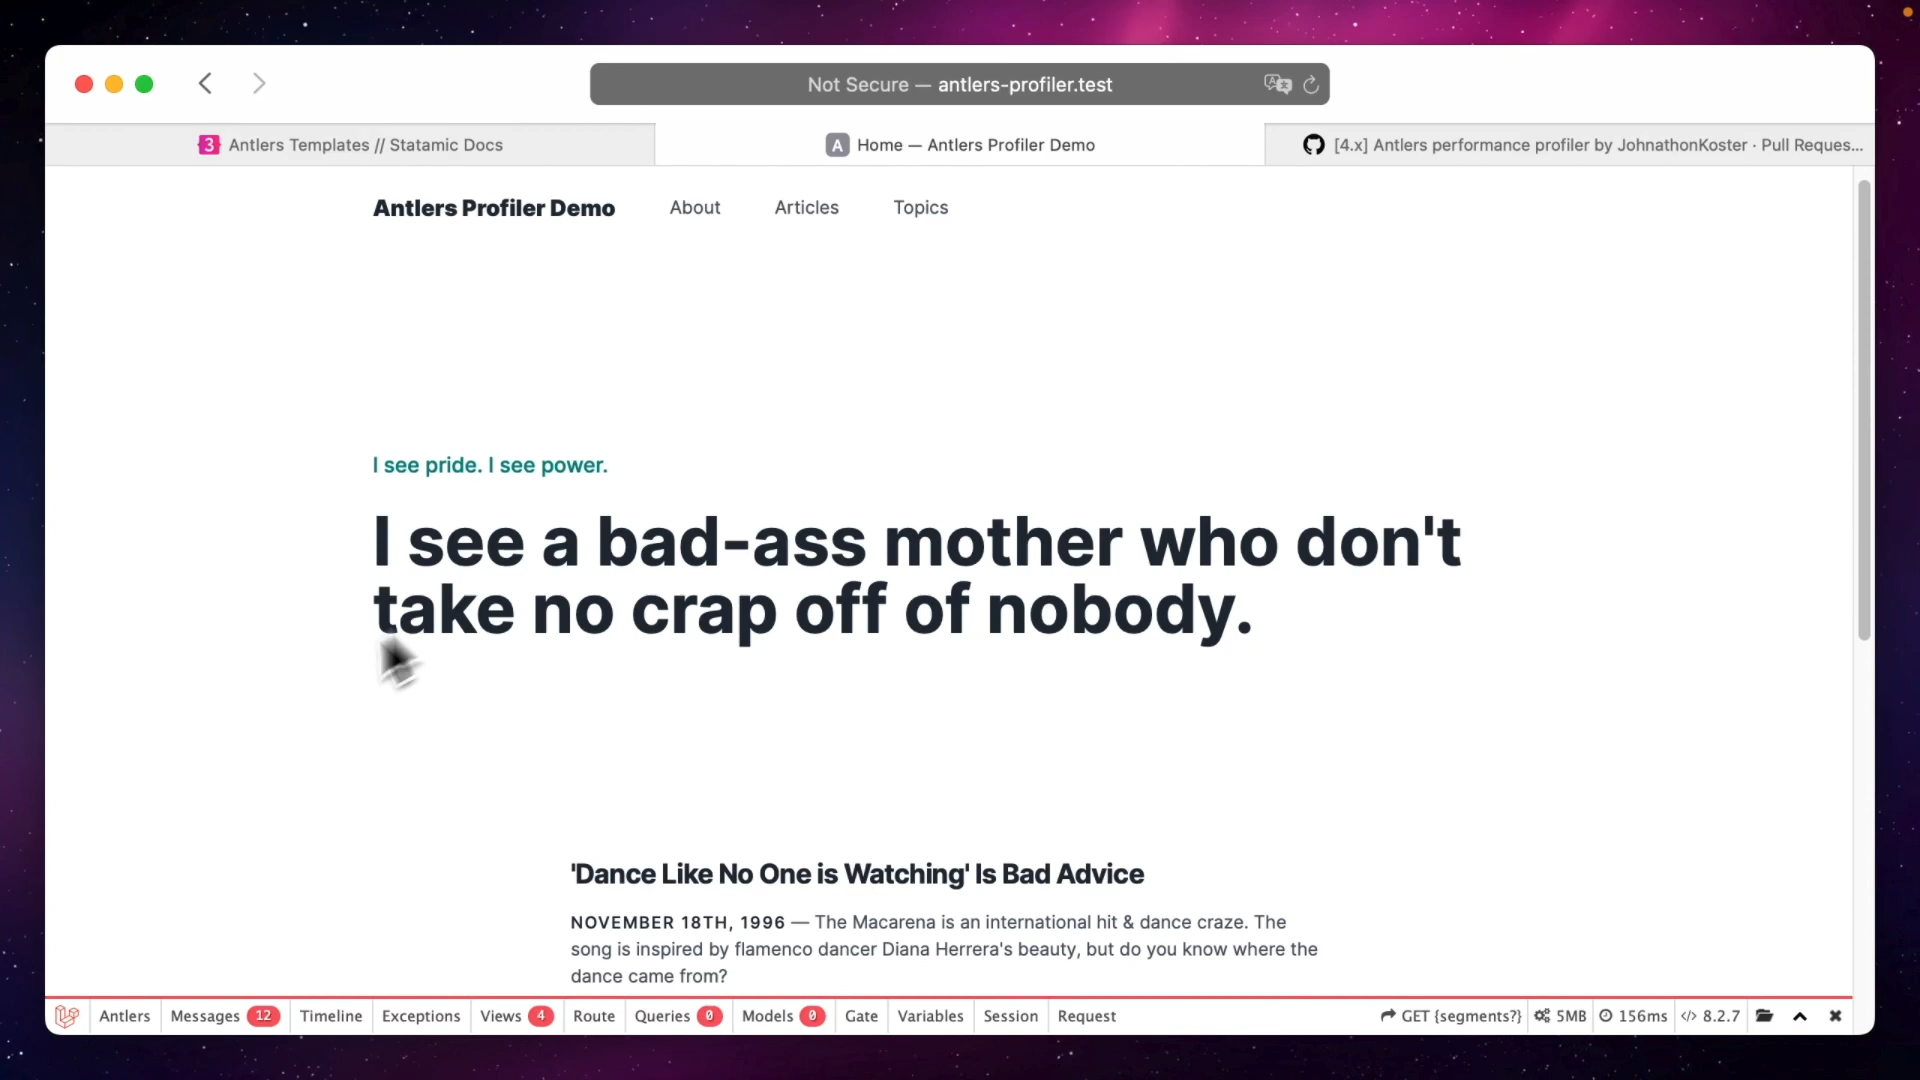 Not Secure — antlers-profiler.test
3 Antlers Templates // Statamic Docs
A Home — Antlers Profiler Demo
[4.x] Antlers performance profiler by JohnathonKoster · Pull Reques...
Antlers Profiler Demo
About
Articles
Topics
I see pride. I see power.
I see a bad-ass mother who don't
take no crap off of nobody.
'Dance Like No One is Watching' Is Bad Advice
NOVEMBER 18TH, 1996 — The Macarena is an international hit & dance craze. The
song is inspired by flamenco dancer Diana Herrera's beauty, but do you know where the
dance came from?
Antlers Messages 12 Timeline Exceptions Views 4 Route Queries 0 Models 0 Gate Variables Session Request GET {segments?} 5MB 156ms </> 8.2.7